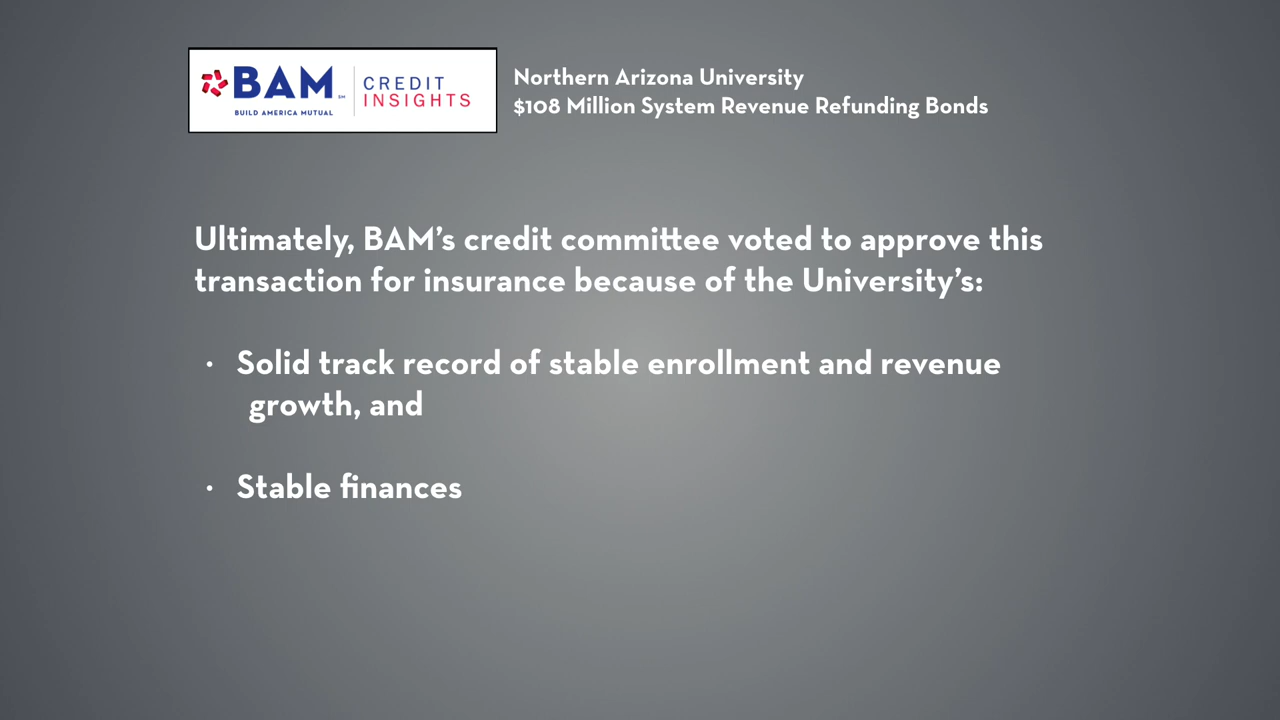 BAM SM
BUILD AMERICA MUTUAL
CREDIT
INSIGHTS
Northern Arizona University
$108 Million System Revenue Refunding Bonds
Ultimately, BAM’s credit committee voted to approve this
transaction for insurance because of the University’s:
• Solid track record of stable enrollment and revenue
growth, and
• Stable finances